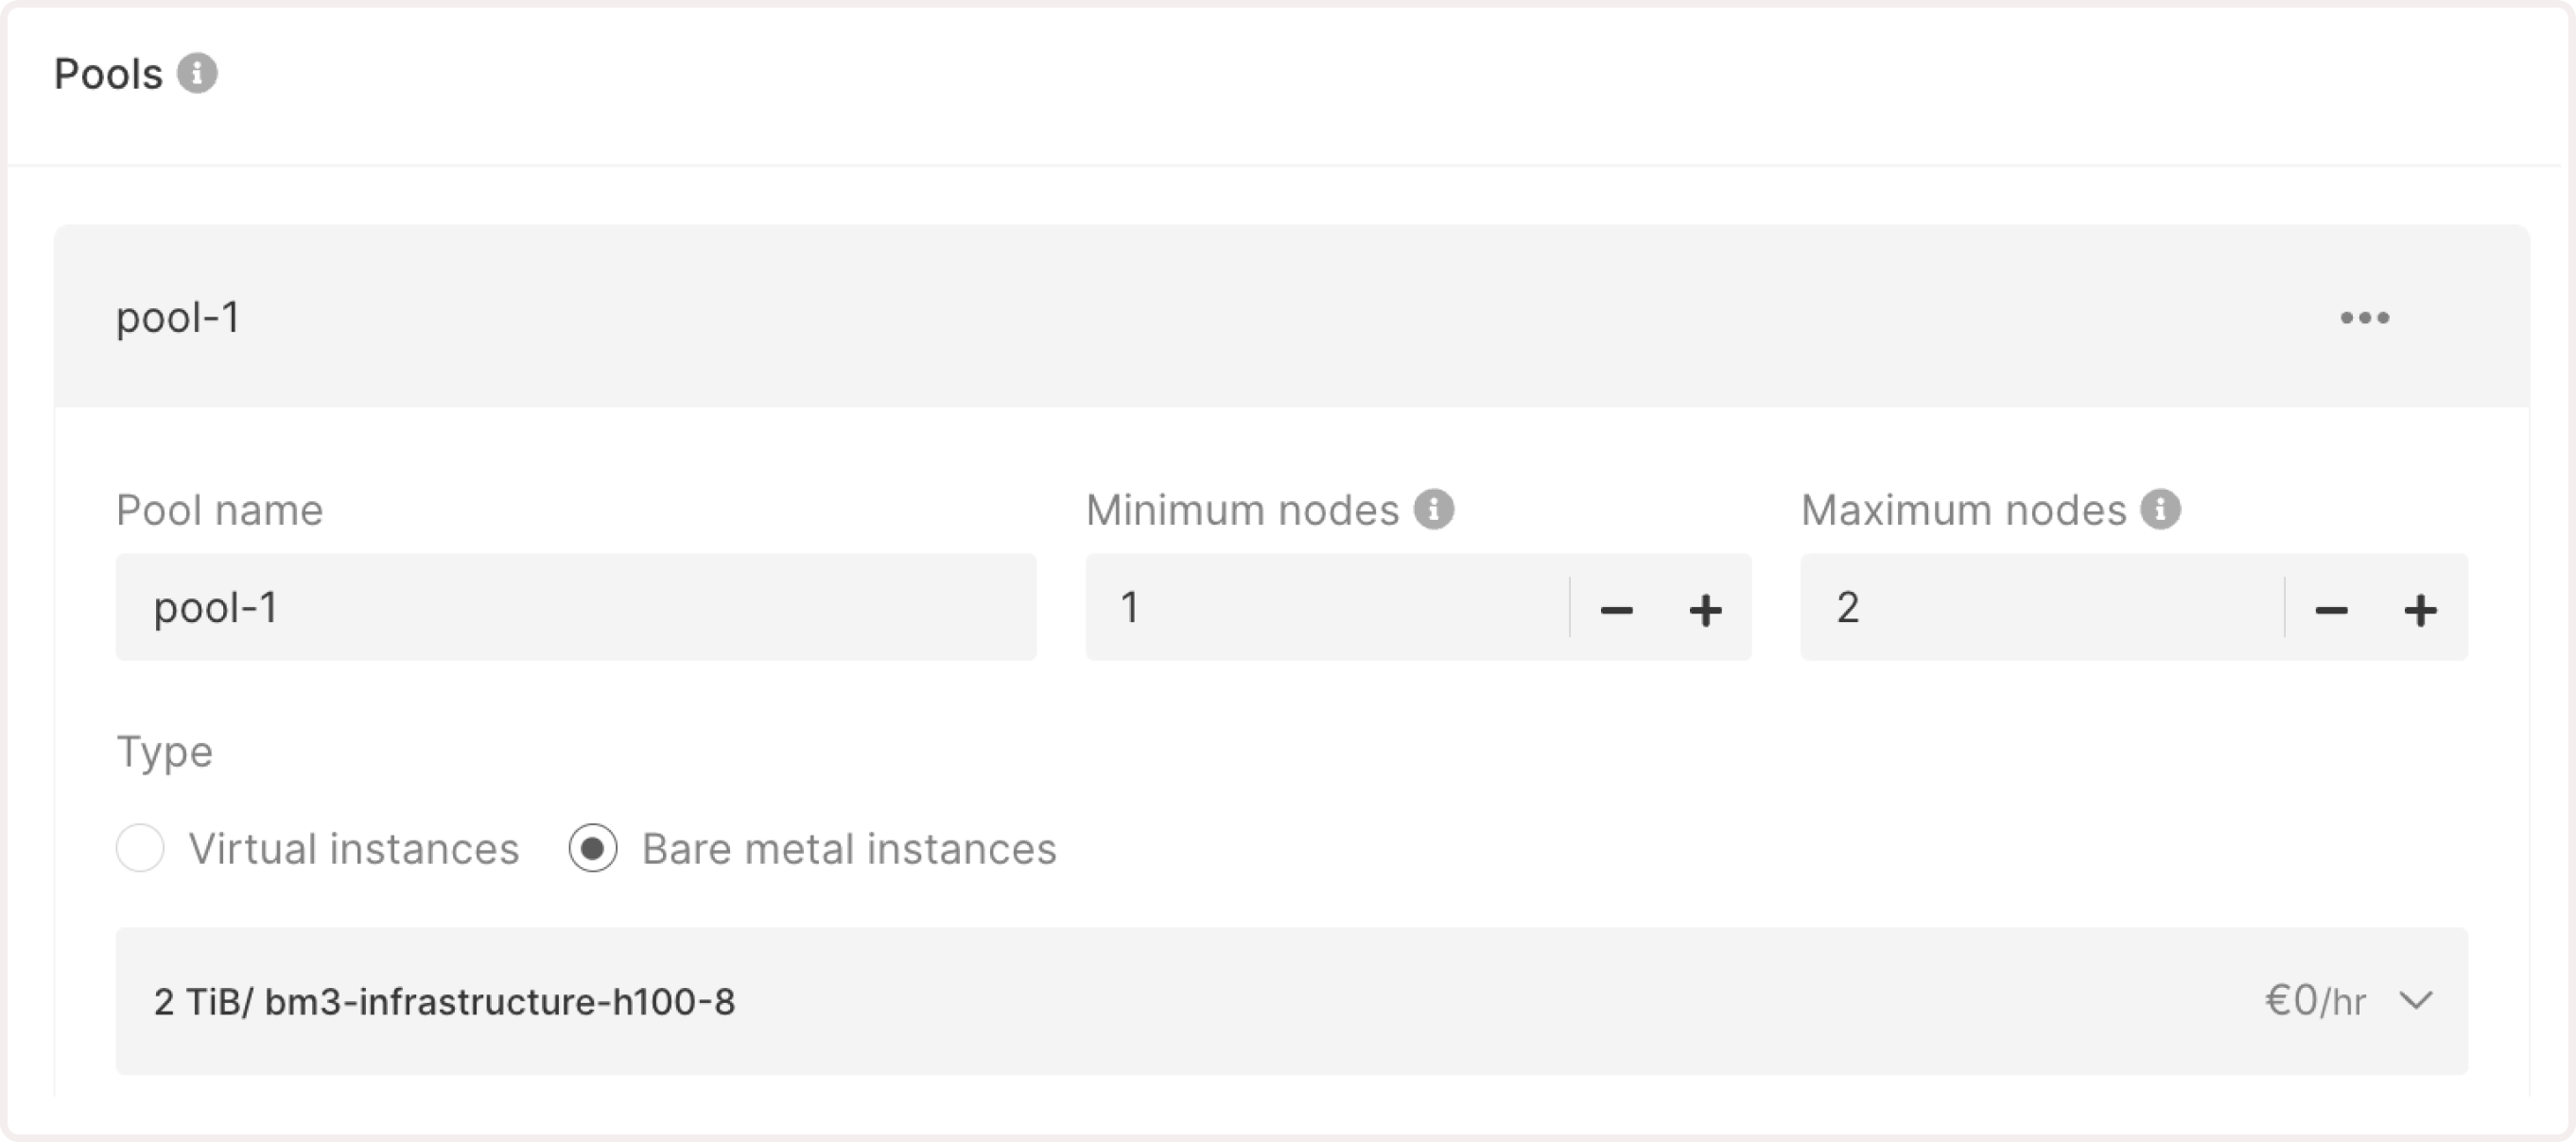 Pools
pool-1
Pool name
Minimum nodes
Maximum nodes
pool-1
1
2
Type
Virtual instances
Bare metal instances
2 TiB/ bm3-infrastructure-h100-8
€0/hr